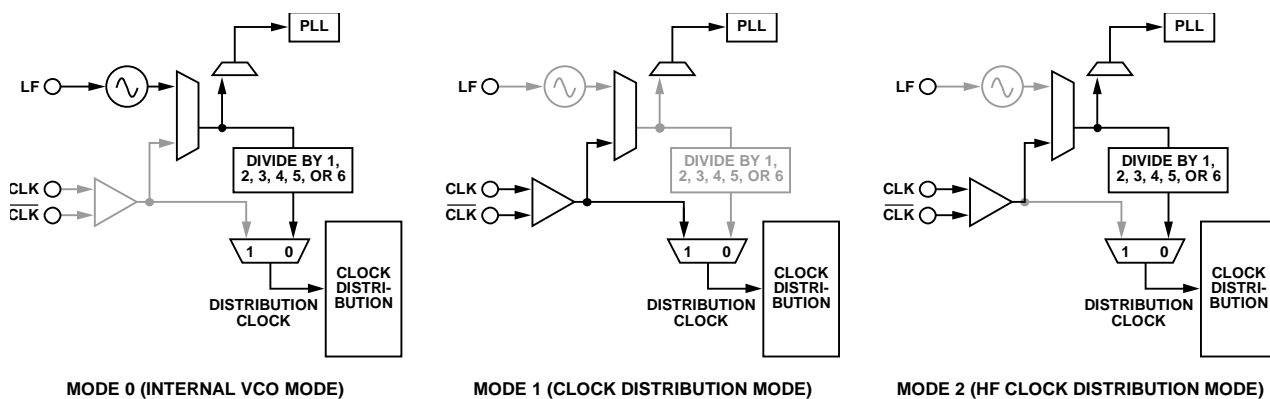 PLL
LF
DIVIDE BY 1,
2, 3, 4, 5, OR 6
CLK
CLK
1 0
CLOCK
DISTRI-
BUTION
DISTRIBUTION
CLOCK
MODE 0 (INTERNAL VCO MODE)
PLL
LF
DIVIDE BY 1,
2, 3, 4, 5, OR 6
CLK
CLK
1 0
CLOCK
DISTRI-
BUTION
DISTRIBUTION
CLOCK
MODE 1 (CLOCK DISTRIBUTION MODE)
PLL
LF
DIVIDE BY 1,
2, 3, 4, 5, OR 6
CLK
CLK
1 0
CLOCK
DISTRI-
BUTION
DISTRIBUTION
CLOCK
MODE 2 (HF CLOCK DISTRIBUTION MODE)